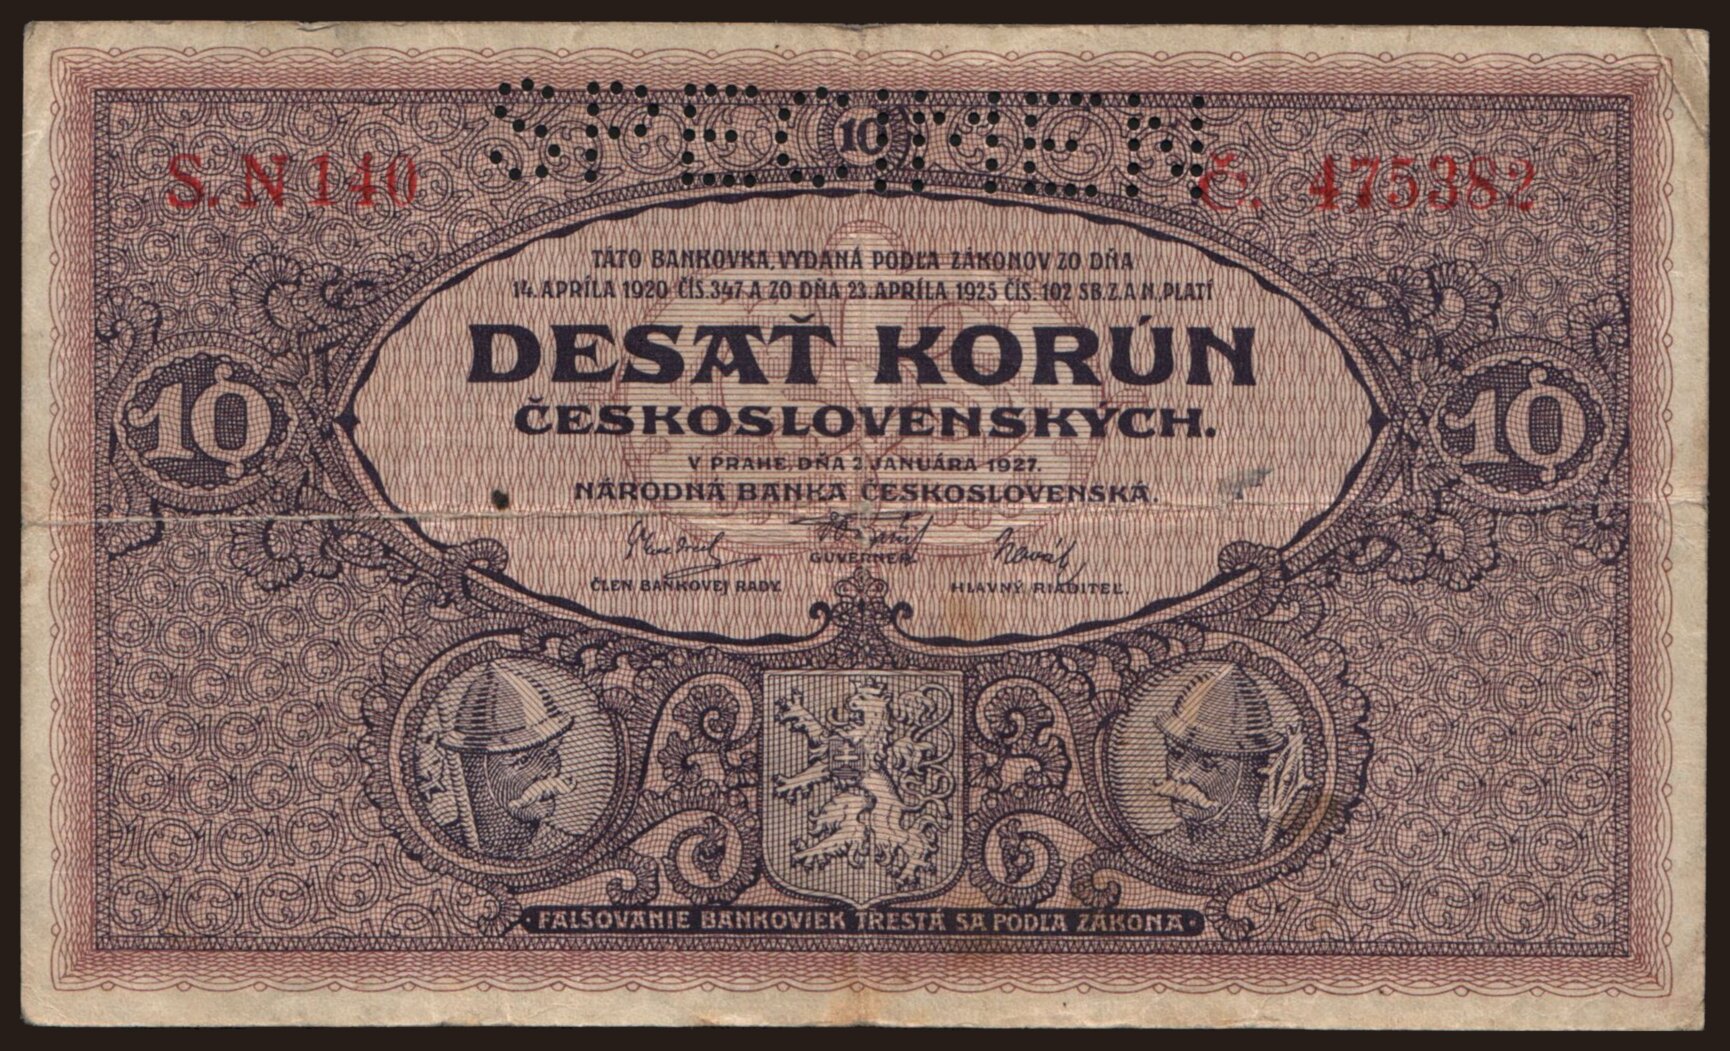 SPECIMEN
10
S. N 140
Č. 475382
TÁTO BANKOVKA, VYDANÁ PODĽA ZÁKONOV ZO DŇA
14. APRÍLA 1920 ČÍS. 347 A ZO DŇA 23. APRÍLA 1925 ČÍS. 102 SB. Z. A N., PLATÍ
DESAŤ KORÚN
ČESKOSLOVENSKÝCH.
10
10
V PRAHE, DŇA 2. JANUÁRA 1927.
NÁRODNÁ BANKA ČESKOSLOVENSKÁ.
GUVERNER.
ČLEN BANKOVEJ RADY.
HLAVNÝ RIADITEĽ.
FALŠOVANIE BANKOVIEK TRESTÁ SA PODĽA ZÁKONA